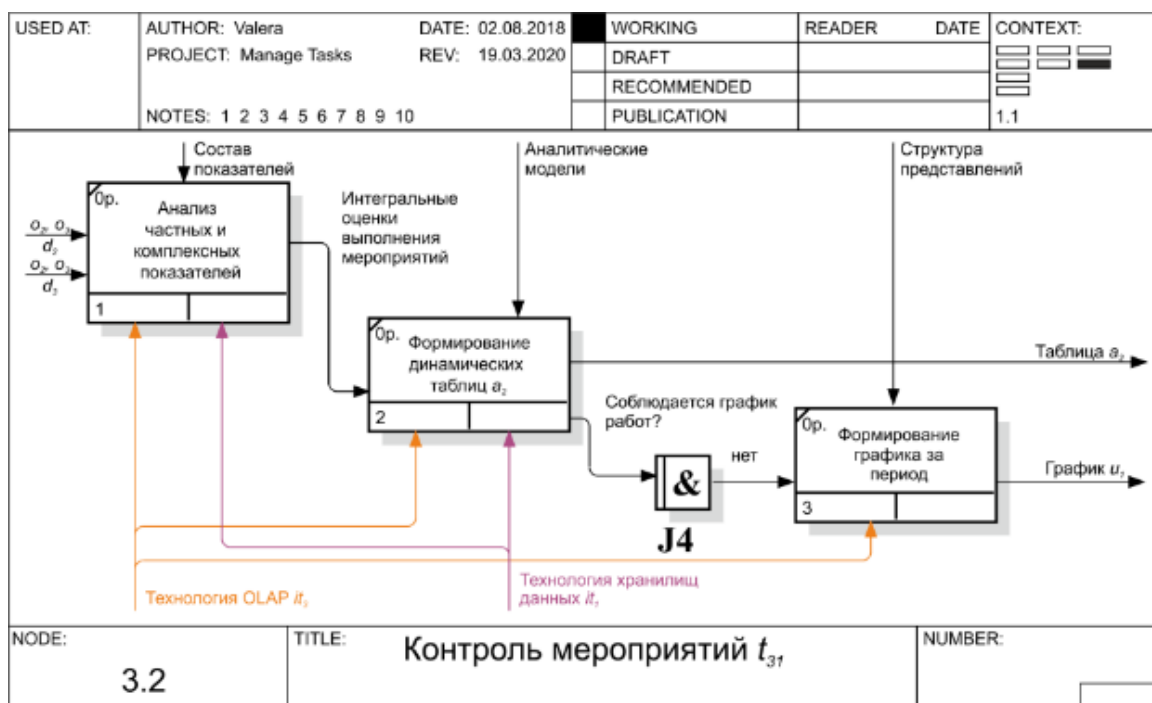 USED AT:
AUTHOR: Valera
DATE: 02.08.2018
PROJECT: Manage Tasks
REV: 19.03.2020
NOTES: 1 2 3 4 5 6 7 8 9 10
WORKING
DRAFT
RECOMMENDED
PUBLICATION
READER
DATE
CONTEXT:
1.1
Состав
показателей
Аналитические
модели
Структура
представлений
0р.
Анализ
частных и
комплексных
показателей
1
Интегральные
оценки
выполнения
мероприятий
0р.
Формирование
динамических
таблиц a₂
2
Таблица a₂
Соблюдается график
работ?
&
J4
нет
0р.
Формирование
графика за
период
3
График u₁
Технология OLAP
Технология хранилищ
данных
NODE:
3.2
TITLE:
Контроль мероприятий t₃₁
NUMBER: